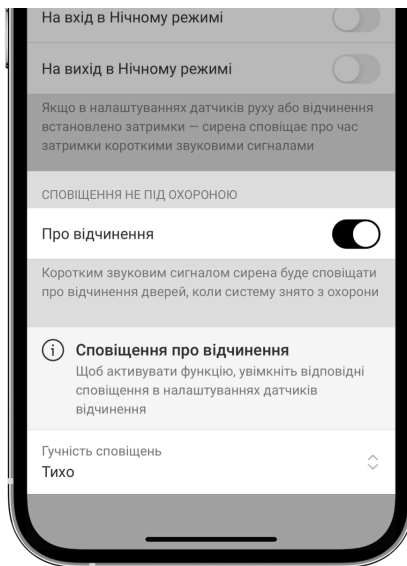 На вхід в Нічному режимі
На вихід в Нічному режимі
Якщо в налаштуваннях датчиків руху або відчинення
встановлено затримки — сирена сповіщає про час
затримки короткими звуковими сигналами
СПОВІЩЕННЯ НЕ ПІД ОХОРОНОЮ
Про відчинення
Коротким звуковим сигналом сирена буде сповіщати
про відчинення дверей, коли систему знято з охорони
Сповіщення про відчинення
Щоб активувати функцію, увімкніть відповідні
сповіщення в налаштуваннях датчиків
відчинення
Гучність сповіщень
Тихо